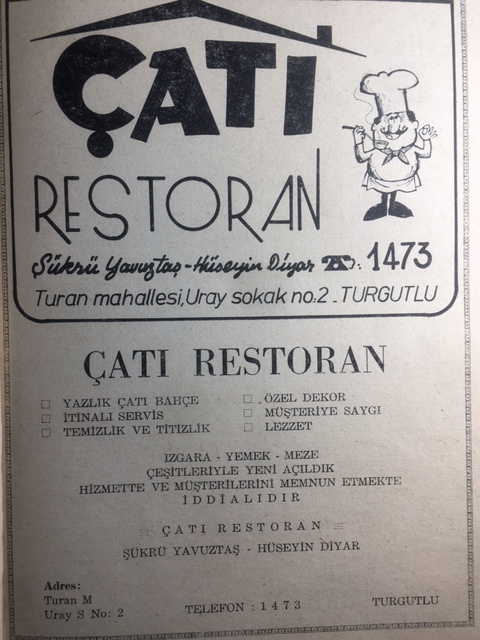 ÇATI
RESTORAN
Şükrü Yavuztaş - Hüseyin Diyar ☎: 1473
Turan mahallesi, Uray sokak no:2 - TURGUTLU
ÇATI RESTORAN
□ YAZLIK ÇATI BAHÇE □ ÖZEL DEKOR
□ İTİNALI SERVİS □ MÜŞTERİYE SAYGI
□ TEMİZLİK VE TİTİZLİK □ LEZZET
IZGARA - YEMEK - MEZE
ÇEŞİTLERİYLE YENİ AÇILDIK
HİZMETTE VE MÜŞTERİLERİNİ MEMNUN ETMEKTE
İDDİALIDIR
= ÇATI RESTORAN =
ŞÜKRÜ YAVUZTAŞ - HÜSEYİN DİYAR
Adres:
Turan M
Uray S No: 2 TELEFON : 1473 TURGUTLU